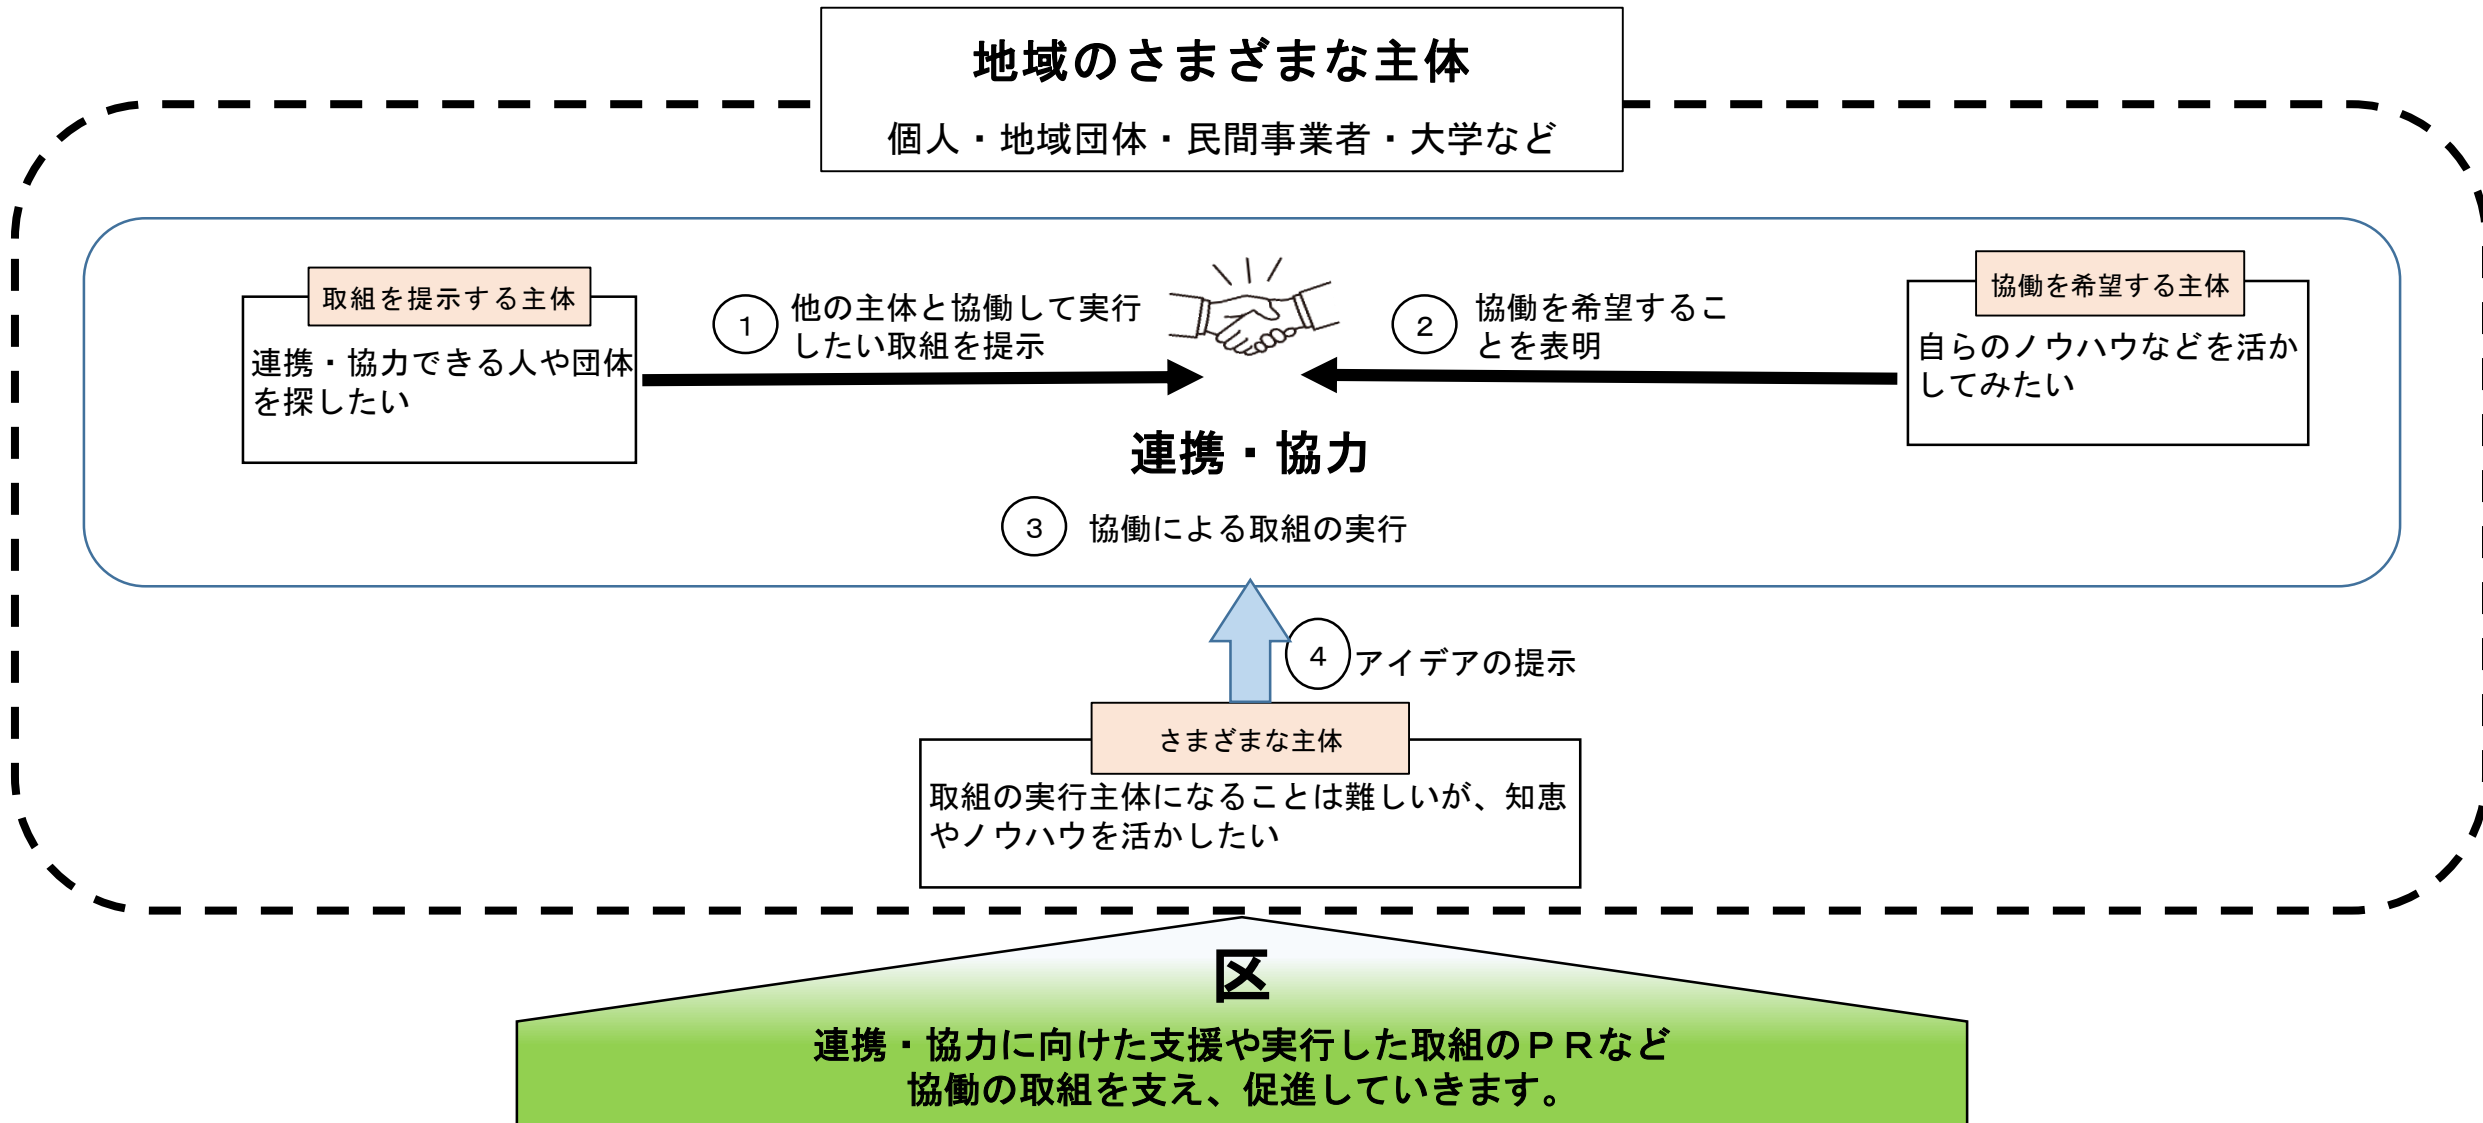 地域のさまざまな主体
個人・地域団体・民間事業者・大学など
取組を提示する主体
連携・協力できる人や団体
を探したい
1
他の主体と協働して実行
したい取組を提示
2
協働を希望するこ
とを表明
協働を希望する主体
自らのノウハウなどを活か
してみたい
連携・協力
3 協働による取組の実行
4 アイデアの提示
さまざまな主体
取組の実行主体になることは難しいが、知恵
やノウハウを活かしたい
区
連携・協力に向けた支援や実行した取組のＰＲなど
協働の取組を支え、促進していきます。